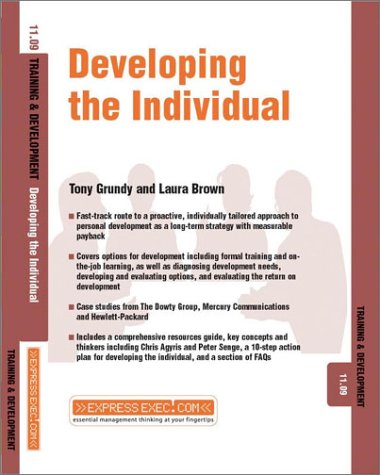 11.09
TRAINING & DEVELOPMENT
Developing the Individual
»EXPRESS EXEC.COM«
TRAINING & DEVELOPMENT
Developing
the Individual
Tony Grundy and Laura Brown
Fast-track route to a proactive, individually tailored approach to
personal development as a long-term strategy with measurable
payback
Covers options for development including formal training and on-
the-job learning, as well as diagnosing development needs,
developing and evaluating options, and evaluating the return on
development
Case studies from The Dowty Group, Mercury Communications
and Hewlett-Packard
Includes a comprehensive resources guide, key concepts and
thinkers including Chris Agyris and Peter Senge, a 10-step action
plan for developing the individual, and a section of FAQs
»EXPRESS EXEC.COM«
essential management thinking at your fingertips
TRAINING & DEVELOPMENT
11.09